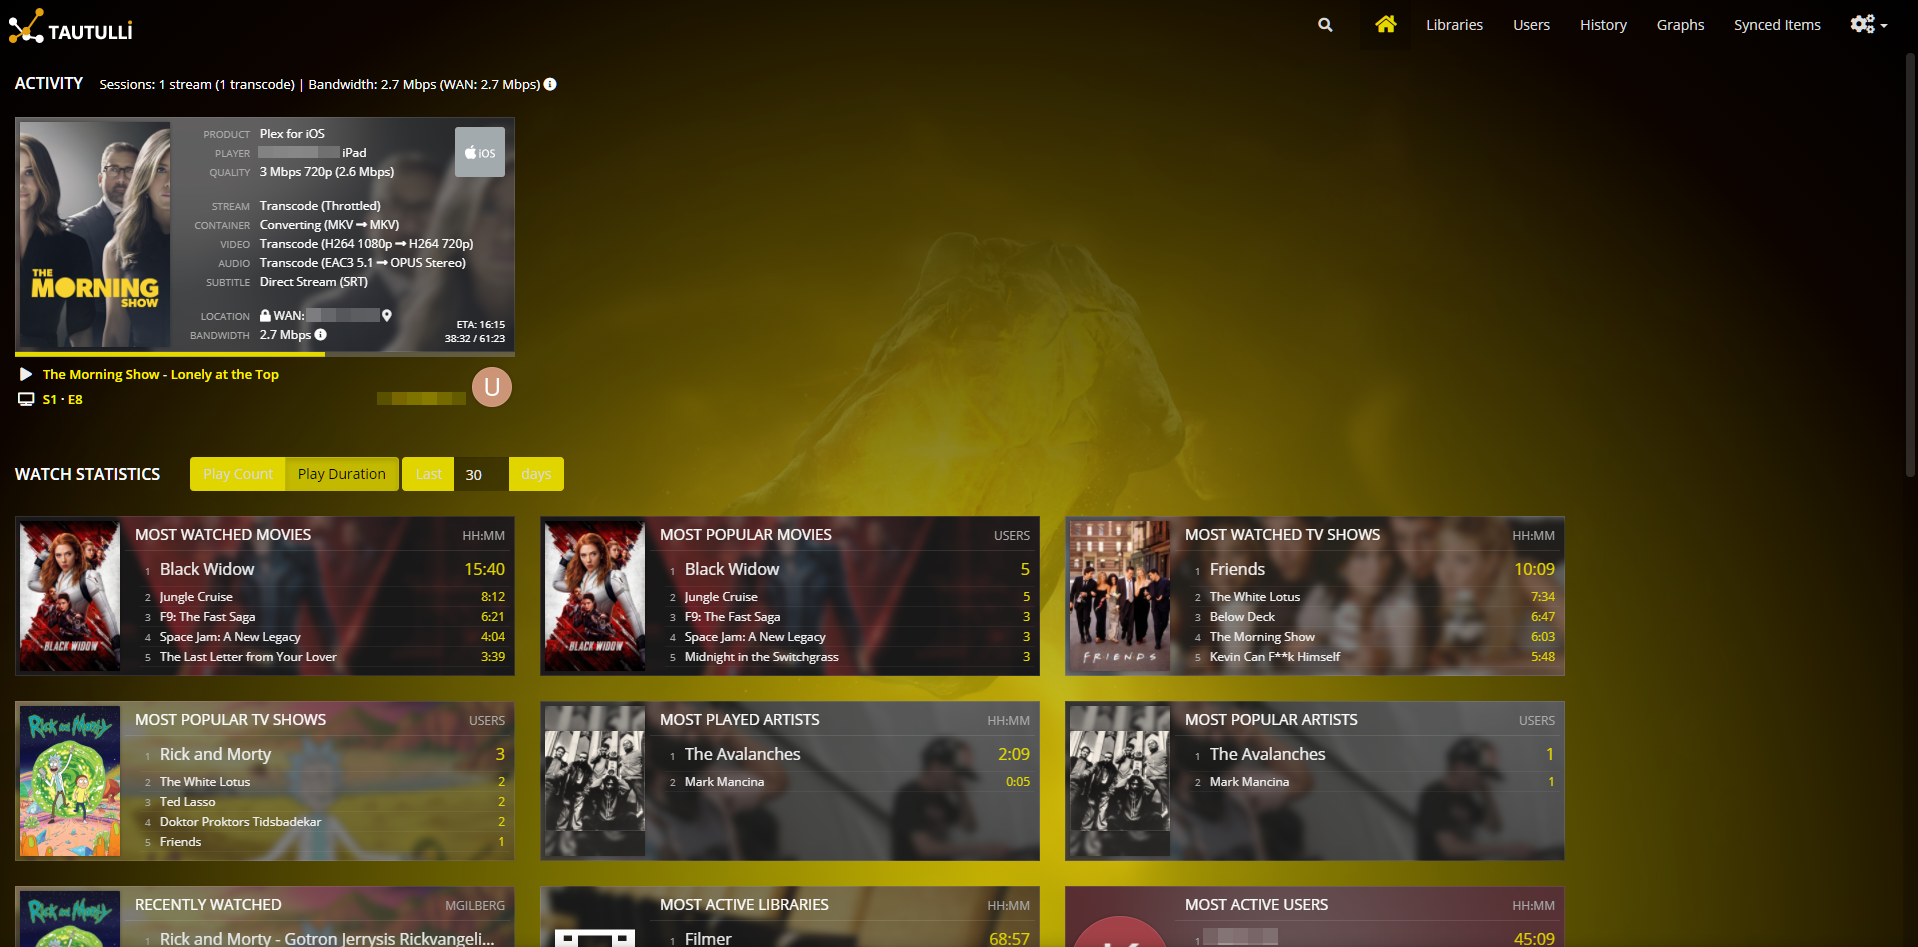 TAUTULLI
Libraries
Users
History
Graphs
Synced Items
ACTIVITY Sessions: 1 stream (1 transcode) | Bandwidth: 2.7 Mbps (WAN: 2.7 Mbps)
THE MORNING SHOW
PRODUCT Plex for iOS
PLAYER iPad
QUALITY 3 Mbps 720p (2.6 Mbps)
iOS
STREAM Transcode (Throttled)
CONTAINER Converting (MKV → MKV)
VIDEO Transcode (H264 1080p → H264 720p)
AUDIO Transcode (EAC3 5.1 → OPUS Stereo)
SUBTITLE Direct Stream (SRT)
LOCATION WAN:
BANDWIDTH 2.7 Mbps
ETA: 16:15
38:32 / 61:23
The Morning Show - Lonely at the Top
S1 · E8
U
WATCH STATISTICS Play Count Play Duration Last 30 days
BLACK WIDOW
MOST WATCHED MOVIES HH:MM
1 Black Widow 15:40
2 Jungle Cruise 8:12
3 F9: The Fast Saga 6:21
4 Space Jam: A New Legacy 4:04
5 The Last Letter from Your Lover 3:39
BLACK WIDOW
MOST POPULAR MOVIES USERS
1 Black Widow 5
2 Jungle Cruise 5
3 F9: The Fast Saga 3
4 Space Jam: A New Legacy 3
5 Midnight in the Switchgrass 3
FRIENDS
MOST WATCHED TV SHOWS HH:MM
1 Friends 10:09
2 The White Lotus 7:34
3 Below Deck 6:47
4 The Morning Show 6:03
5 Kevin Can F**k Himself 5:48
Rick and Morty
MOST POPULAR TV SHOWS USERS
1 Rick and Morty 3
2 The White Lotus 2
3 Ted Lasso 2
4 Doktor Proktors Tidsbadekar 2
5 Friends 1
MOST PLAYED ARTISTS HH:MM
1 The Avalanches 2:09
2 Mark Mancina 0:05
MOST POPULAR ARTISTS USERS
1 The Avalanches 1
2 Mark Mancina 1
Rick and Morty
RECENTLY WATCHED MGILBERG
1 Rick and Morty - Gotron Jerrysis Rickvangeli...
MOST ACTIVE LIBRARIES HH:MM
1 Filmer 68:57
MOST ACTIVE USERS HH:MM
1 45:09